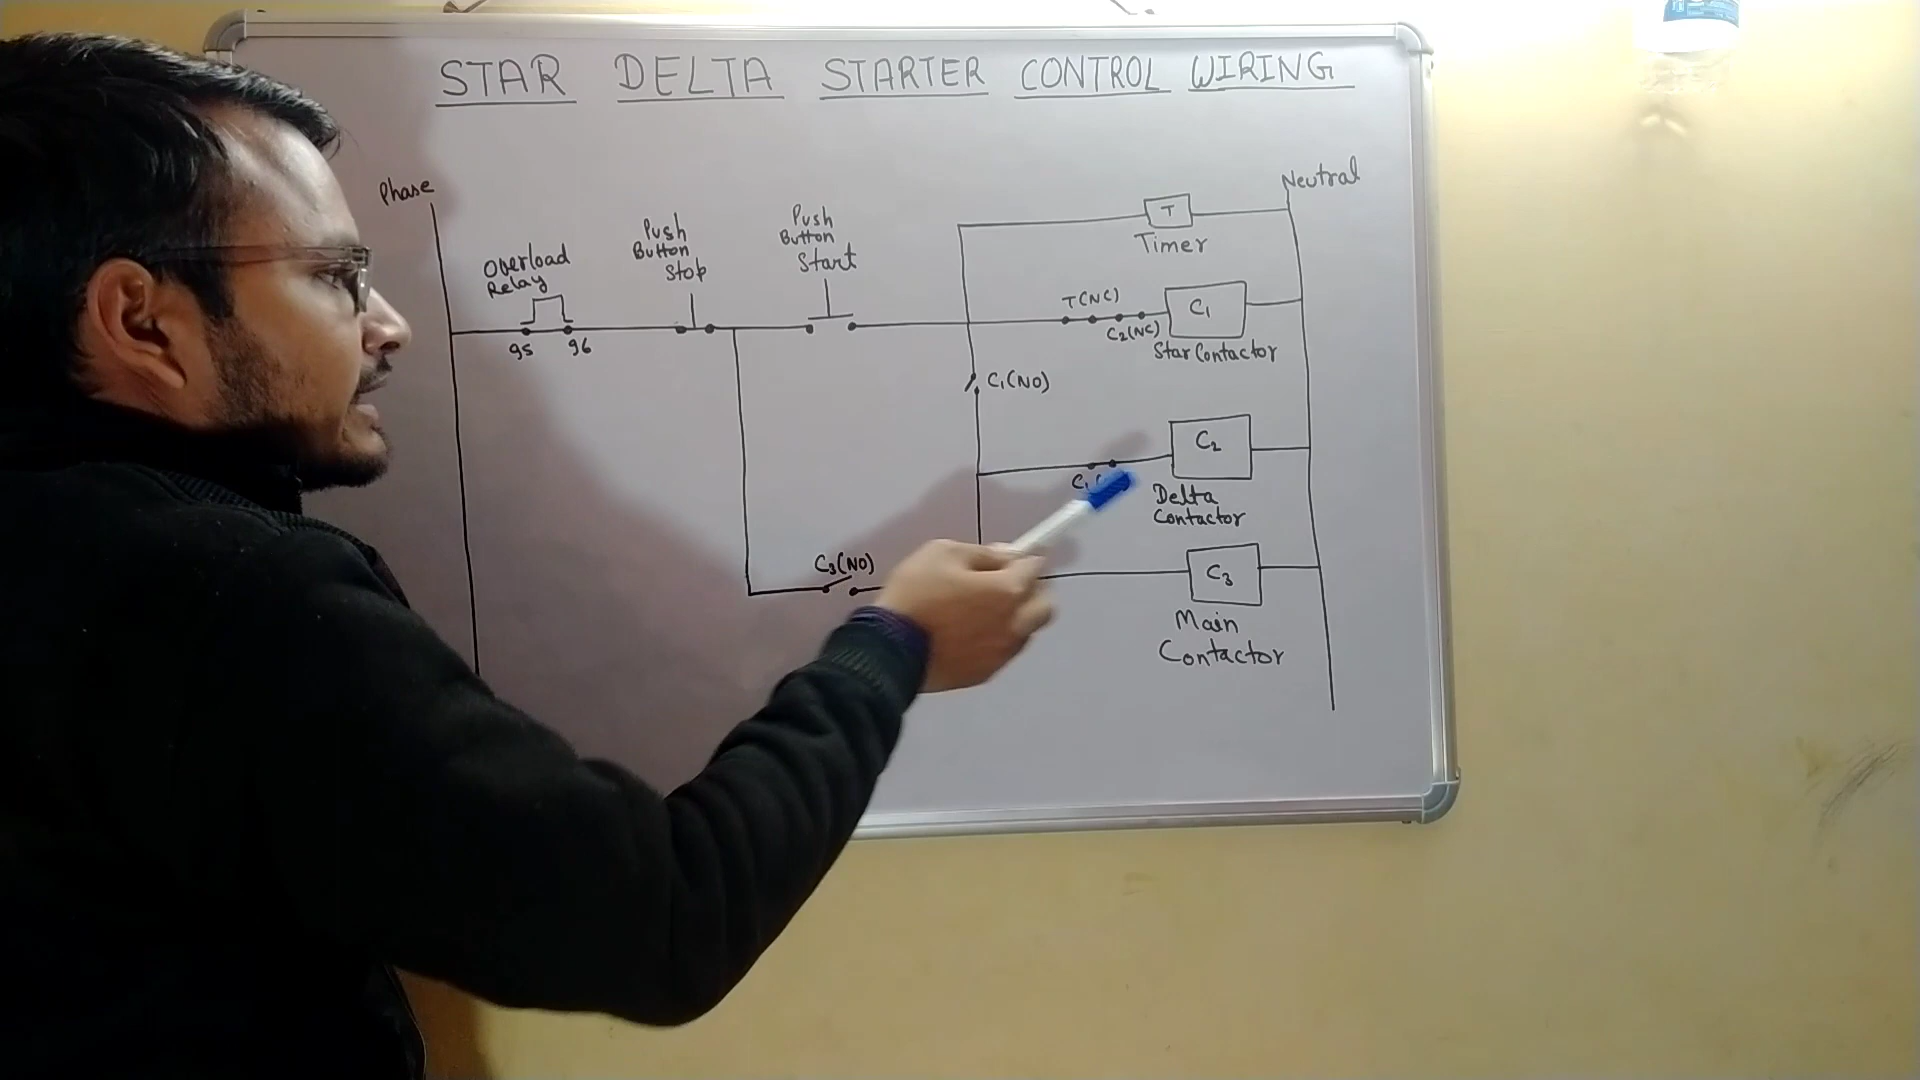 STAR DELTA STARTER CONTROL WIRING
Phase
Neutral
Overload
Relay
95 96
Push
Button
Stop
Push
Button
Start
T
Timer
T(NC)
C2(NC)
C1
Star Contactor
C1(NO)
C2
C1
Delta
Contactor
C3(NO)
C3
Main
Contactor